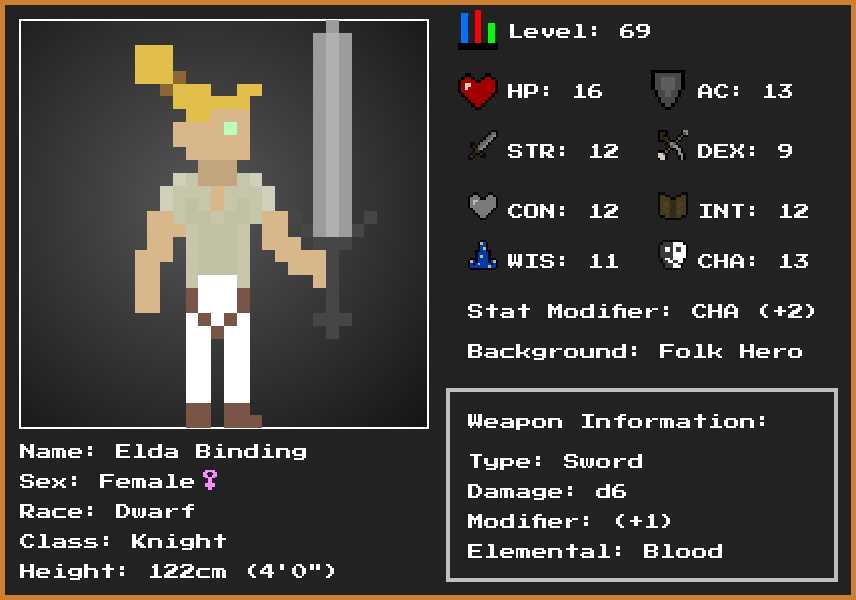 Level: 69
HP: 16
AC: 13
STR: 12
DEX: 9
CON: 12
INT: 12
WIS: 11
CHA: 13
Stat Modifier: CHA (+2)
Background: Folk Hero
Weapon Information:
Type: Sword
Damage: d6
Modifier: (+1)
Elemental: Blood
Name: Elda Binding
Sex: Female♀
Race: Dwarf
Class: Knight
Height: 122cm (4'0")